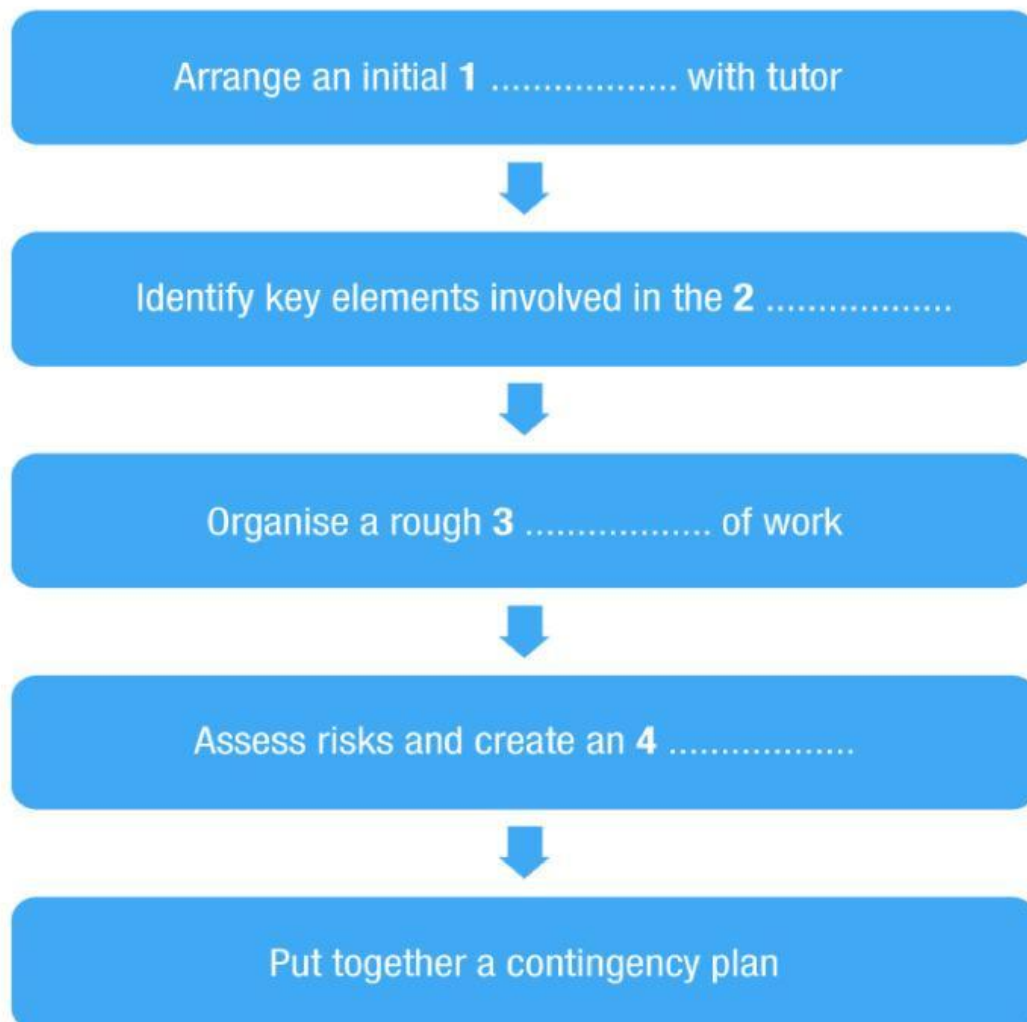 Arrange an initial 1 .................. with tutor
Identify key elements involved in the 2 ..................
Organise a rough 3 .................. of work
Assess risks and create an 4 ..................
Put together a contingency plan